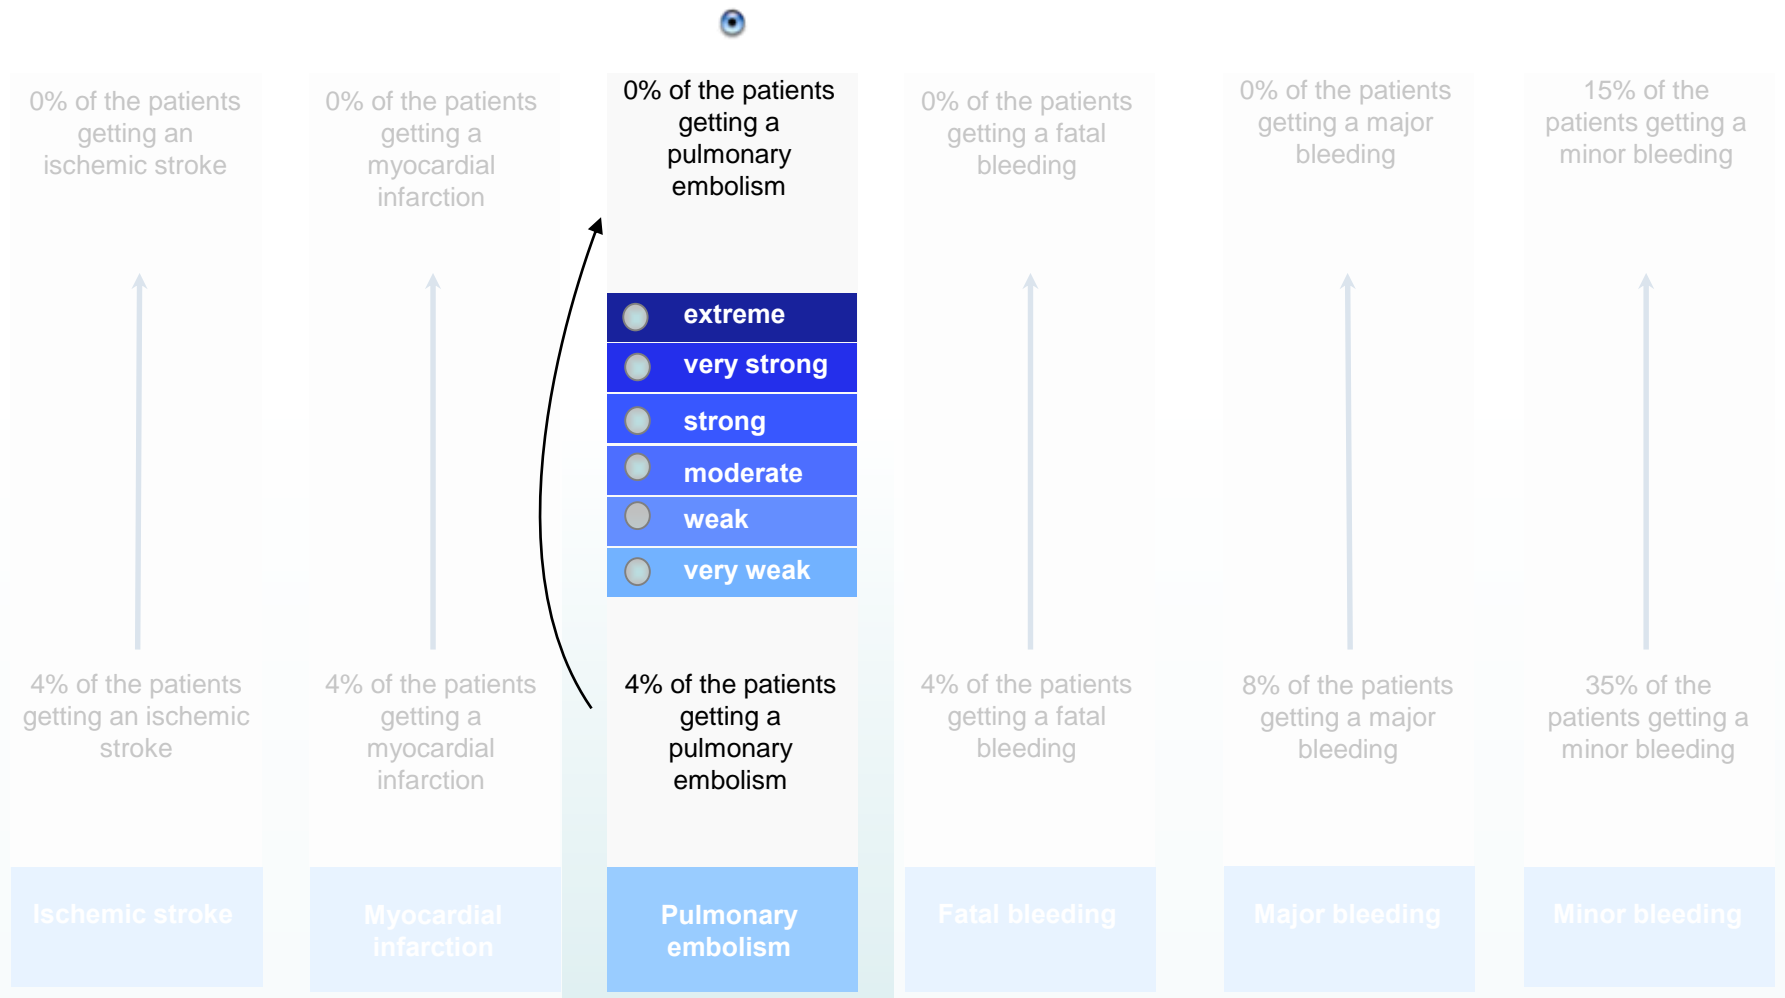 0% of the patients
getting an
ischemic stroke
0% of the patients
getting a
myocardial
infarction
0% of the patients
getting a
pulmonary
embolism
0% of the patients
getting a fatal
bleeding
0% of the patients
getting a major
bleeding
15% of the
patients getting a
minor bleeding
extreme
very strong
strong
moderate
weak
very weak
4% of the patients
getting an ischemic
stroke
4% of the patients
getting a
myocardial
infarction
4% of the patients
getting a
pulmonary
embolism
4% of the patients
getting a fatal
bleeding
8% of the patients
getting a major
bleeding
35% of the
patients getting a
minor bleeding
Ischemic stroke
Myocardial
infarction
Pulmonary
embolism
Fatal bleeding
Major bleeding
Minor bleeding